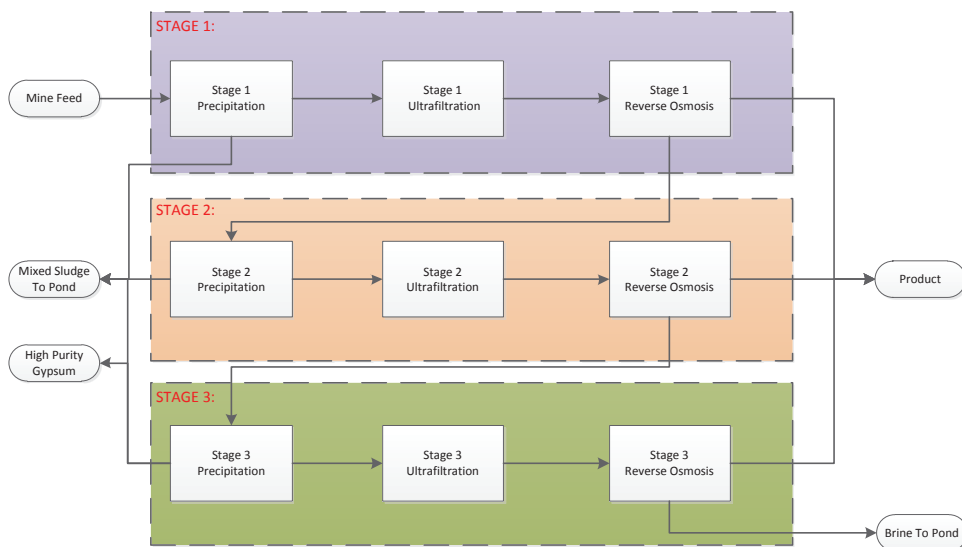 STAGE 1:
Mine Feed
Stage 1
Precipitation
Stage 1
Ultrafiltration
Stage 1
Reverse Osmosis
STAGE 2:
Mixed Sludge
To Pond
Stage 2
Precipitation
Stage 2
Ultrafiltration
Stage 2
Reverse Osmosis
Product
High Purity
Gypsum
STAGE 3:
Stage 3
Precipitation
Stage 3
Ultrafiltration
Stage 3
Reverse Osmosis
Brine To Pond